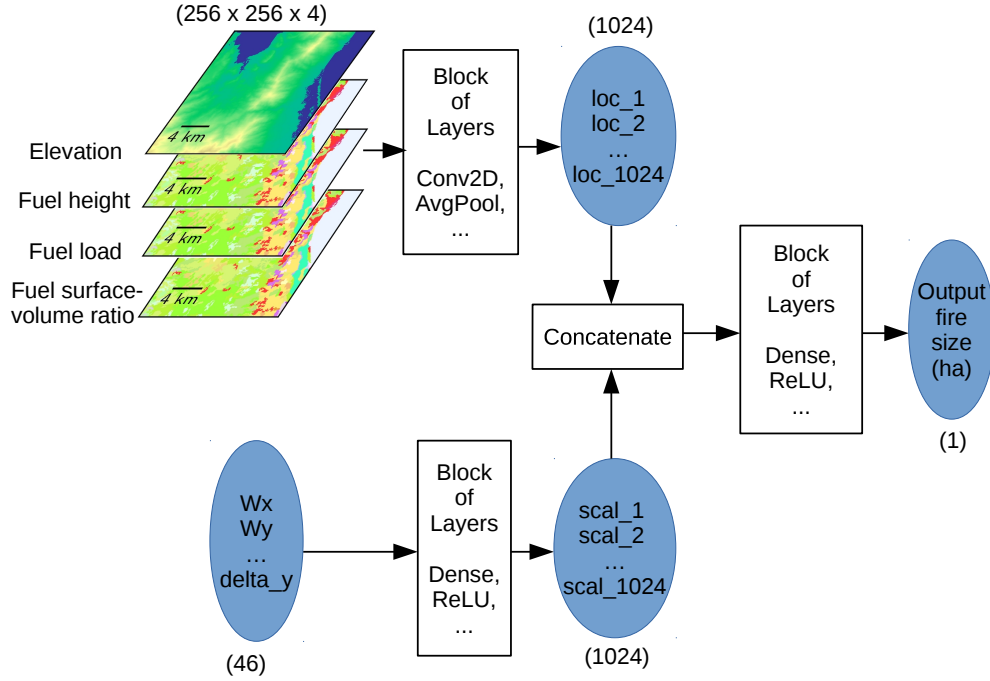 (256 x 256 x 4)
4 km
Elevation
4 km
Fuel height
4 km
Fuel load
4 km
Fuel surface-
volume ratio
Block
of
Layers
Conv2D,
AvgPool,
...
(1024)
loc_1
loc_2
...
loc_1024
Concatenate
Block
of
Layers
Dense,
ReLU,
...
Output
fire
size
(ha)
(1)
Wx
Wy
...
delta_y
(46)
Block
of
Layers
Dense,
ReLU,
...
scal_1
scal_2
...
scal_1024
(1024)